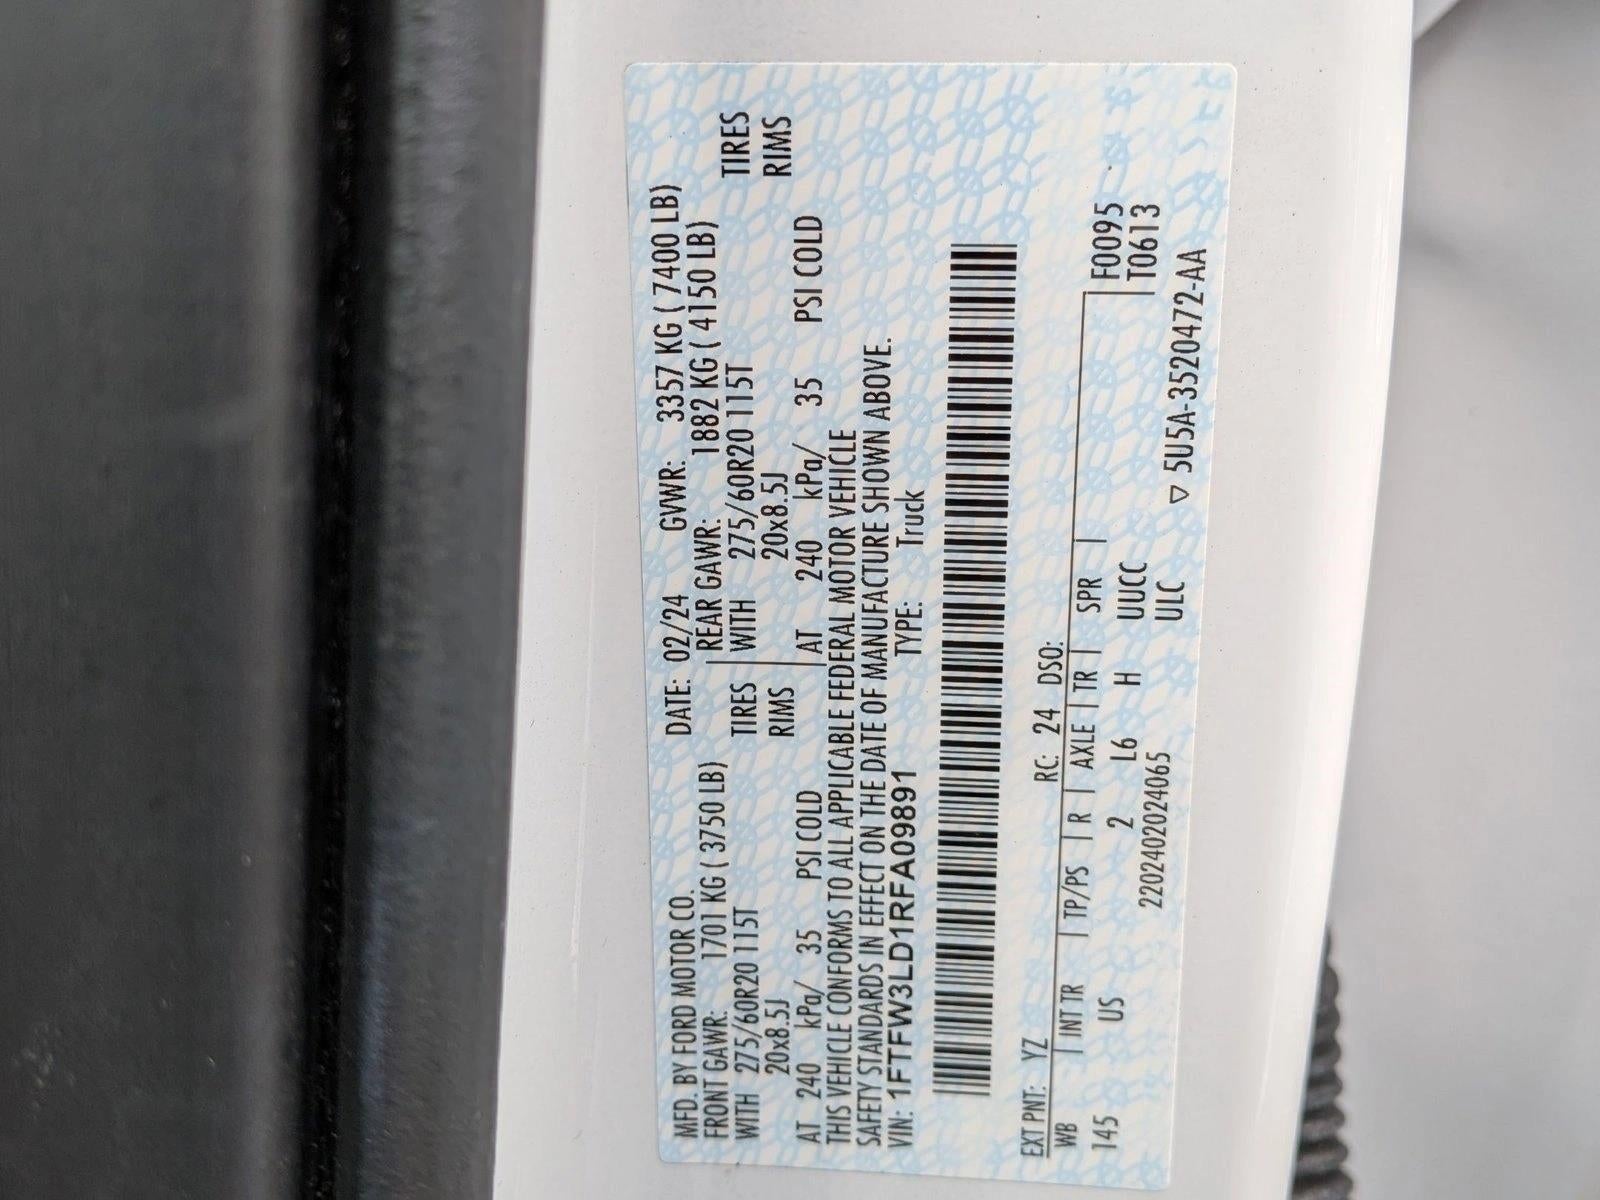 MFD. BY FORD MOTOR CO. DATE: 02/24 GVWR: 3357 KG ( 7400 LB)
FRONT GAWR: 1701 KG ( 3750 LB) REAR GAWR: 1882 KG ( 4150 LB)
WITH 275/60R20 115T TIRES WITH 275/60R20 115T TIRES
20x8.5J RIMS 20x8.5J RIMS
AT 240 kPa/ 35 PSI COLD AT 240 kPa/ 35 PSI COLD
THIS VEHICLE CONFORMS TO ALL APPLICABLE FEDERAL MOTOR VEHICLE
SAFETY STANDARDS IN EFFECT ON THE DATE OF MANUFACTURE SHOWN ABOVE.
VIN: 1FTFW3LD1RFA09891 TYPE: Truck
EXT PNT: YZ RC: 24 DSO:
WB | INT TR | TP/PS | R | AXLE | TR | SPR | F0095
145 US 2 L6 H UUCC T0613
2202402024065 ULC
▽ 5U5A-3520472-AA